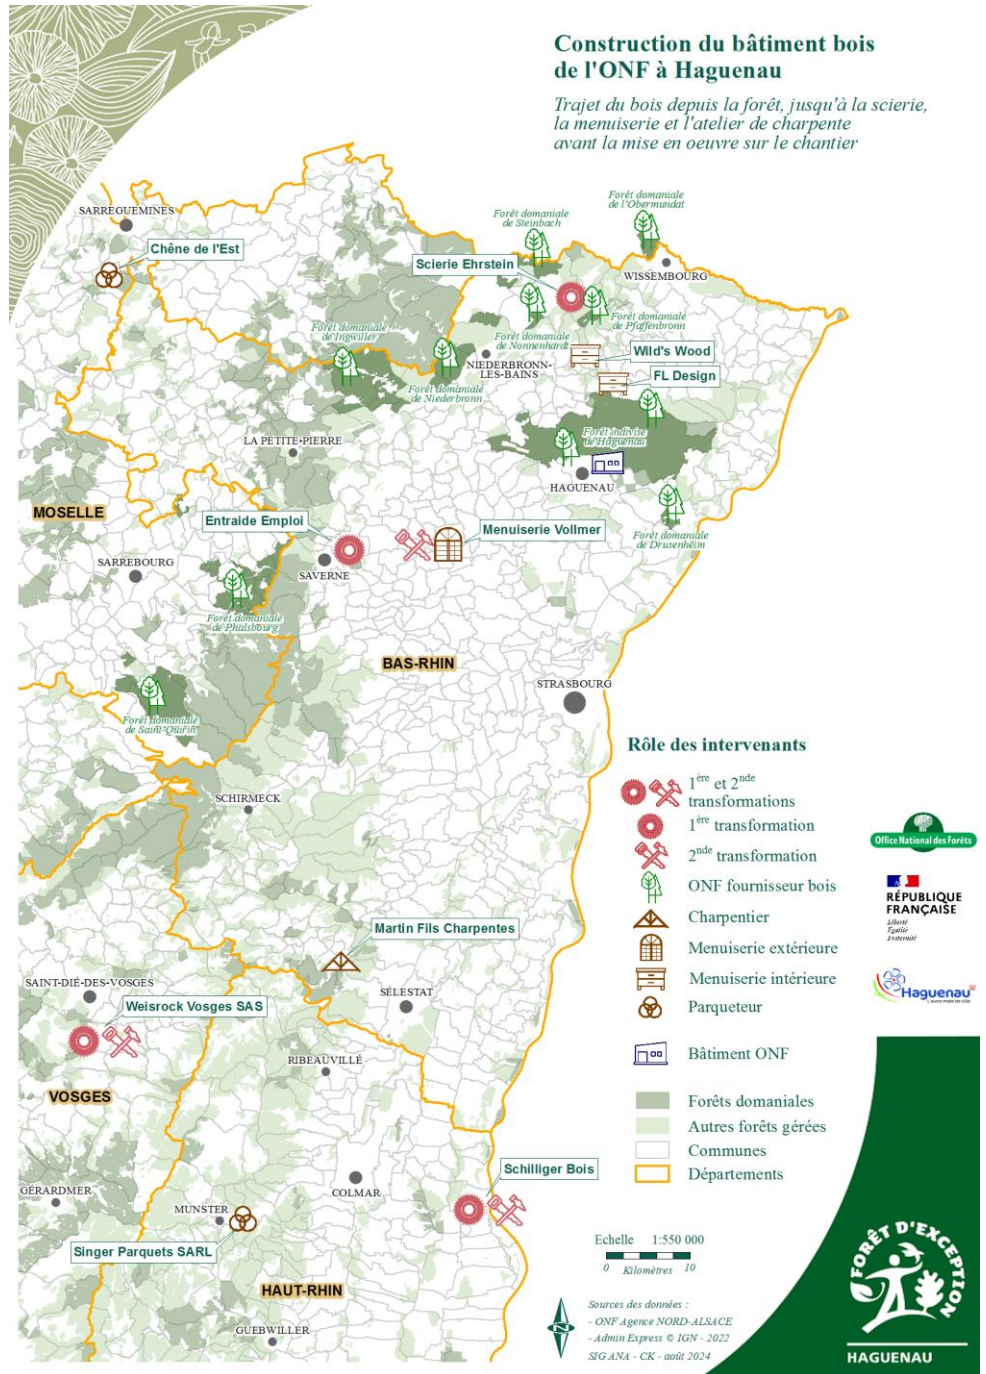 Construction du bâtiment bois
de l'ONF à Haguenau
Trajet du bois depuis la forêt, jusqu'à la scierie,
la menuiserie et l'atelier de charpente
avant la mise en oeuvre sur le chantier
SARREGUEMINES
Chêne de l'Est
Forêt domaniale
de Steinbach
Forêt domaniale
de l'Obermundat
Scierie Ehrstein
WISSEMBOURG
Forêt domaniale
de Ingwiller
Forêt domaniale
de Nonnenhardt
Forêt domaniale
de Pfaffenbronn
Wild's Wood
NIEDERBRONN-
LES-BAINS
FL Design
Forêt domaniale
de Niederbronn
LA PETITE-PIERRE
Forêt indivise
de Haguenau
HAGUENAU
MOSELLE
Entraide Emploi
Menuiserie Vollmer
Forêt domaniale
de Drusenheim
SARREBOURG
SAVERNE
Forêt domaniale
de Phalsbourg
BAS-RHIN
STRASBOURG
Forêt domaniale
de Saint-Quirin
SCHIRMECK
Rôle des intervenants
1ère et 2nde
transformations
1ère transformation
2nde transformation
ONF fournisseur bois
Charpentier
Menuiserie extérieure
Menuiserie intérieure
Parqueteur
Bâtiment ONF
Forêts domaniales
Autres forêts gérées
Communes
Départements
Office National des Forêts
RÉPUBLIQUE
FRANÇAISE
Liberté
Égalité
Fraternité
Haguenau
Martin Fils Charpentes
SAINT-DIÉ-DES-VOSGES
SÉLESTAT
Weisrock Vosges SAS
RIBEAUVILLÉ
VOSGES
Schilliger Bois
GÉRARDMER
COLMAR
MUNSTER
Singer Parquets SARL
HAUT-RHIN
GUEBWILLER
Echelle 1:550 000
0 Kilomètres 10
N
Sources des données :
- ONF Agence NORD-ALSACE
- Admin Express © IGN - 2022
SIG ANA - CK - août 2024
FORÊT D'EXCEPTION
HAGUENAU